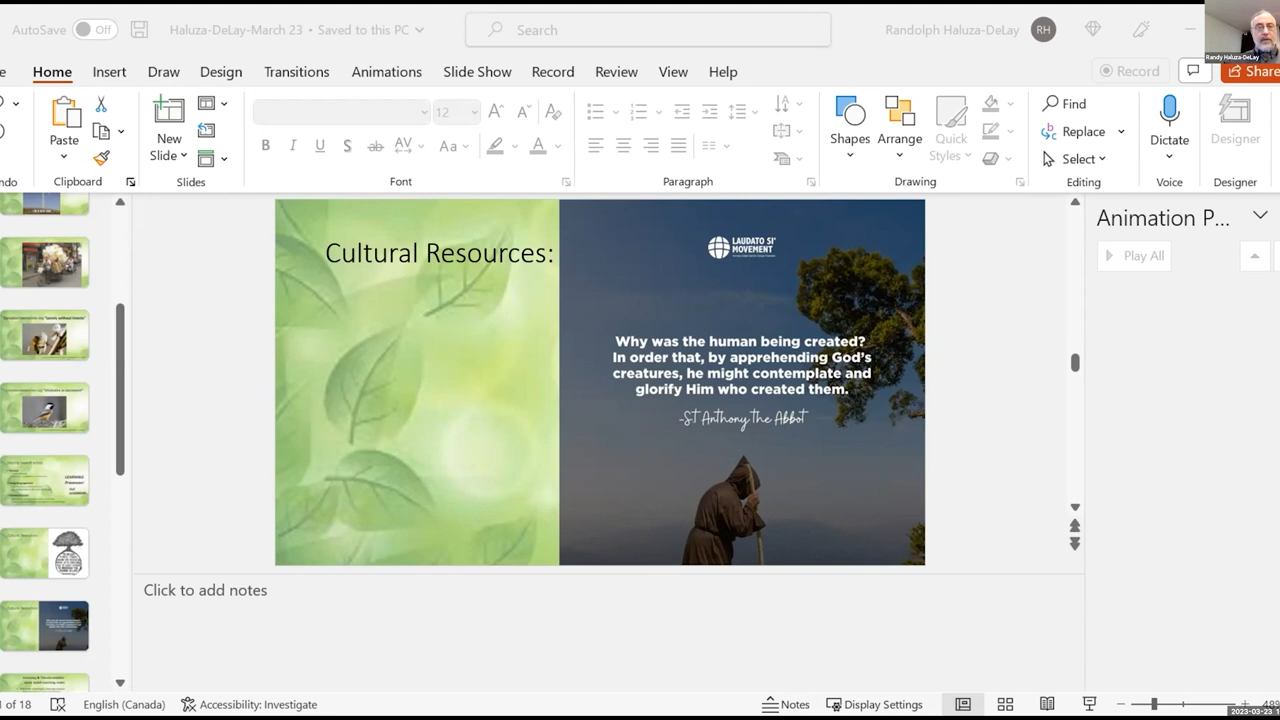 AutoSave Off Haluza-DeLay-March 23 • Saved to this PC Search Randolph Haluza-DeLay RH
Randy Haluza-DeLay
Home Insert Draw Design Transitions Animations Slide Show Record Review View Help Record Share
Paste New Slide 12 Shapes Arrange Quick Styles Find Replace Select Dictate Designer
Clipboard Slides Font Paragraph Drawing Editing Voice Designer
Animation P...
Play All
Cultural Resources:
LAUDATO SI'
MOVEMENT
Why was the human being created?
In order that, by apprehending God's
creatures, he might contemplate and
glorify Him who created them.
-St Anthony the Abbot
Click to add notes
of 18 English (Canada) Accessibility: Investigate Notes Display Settings
2023-03-23